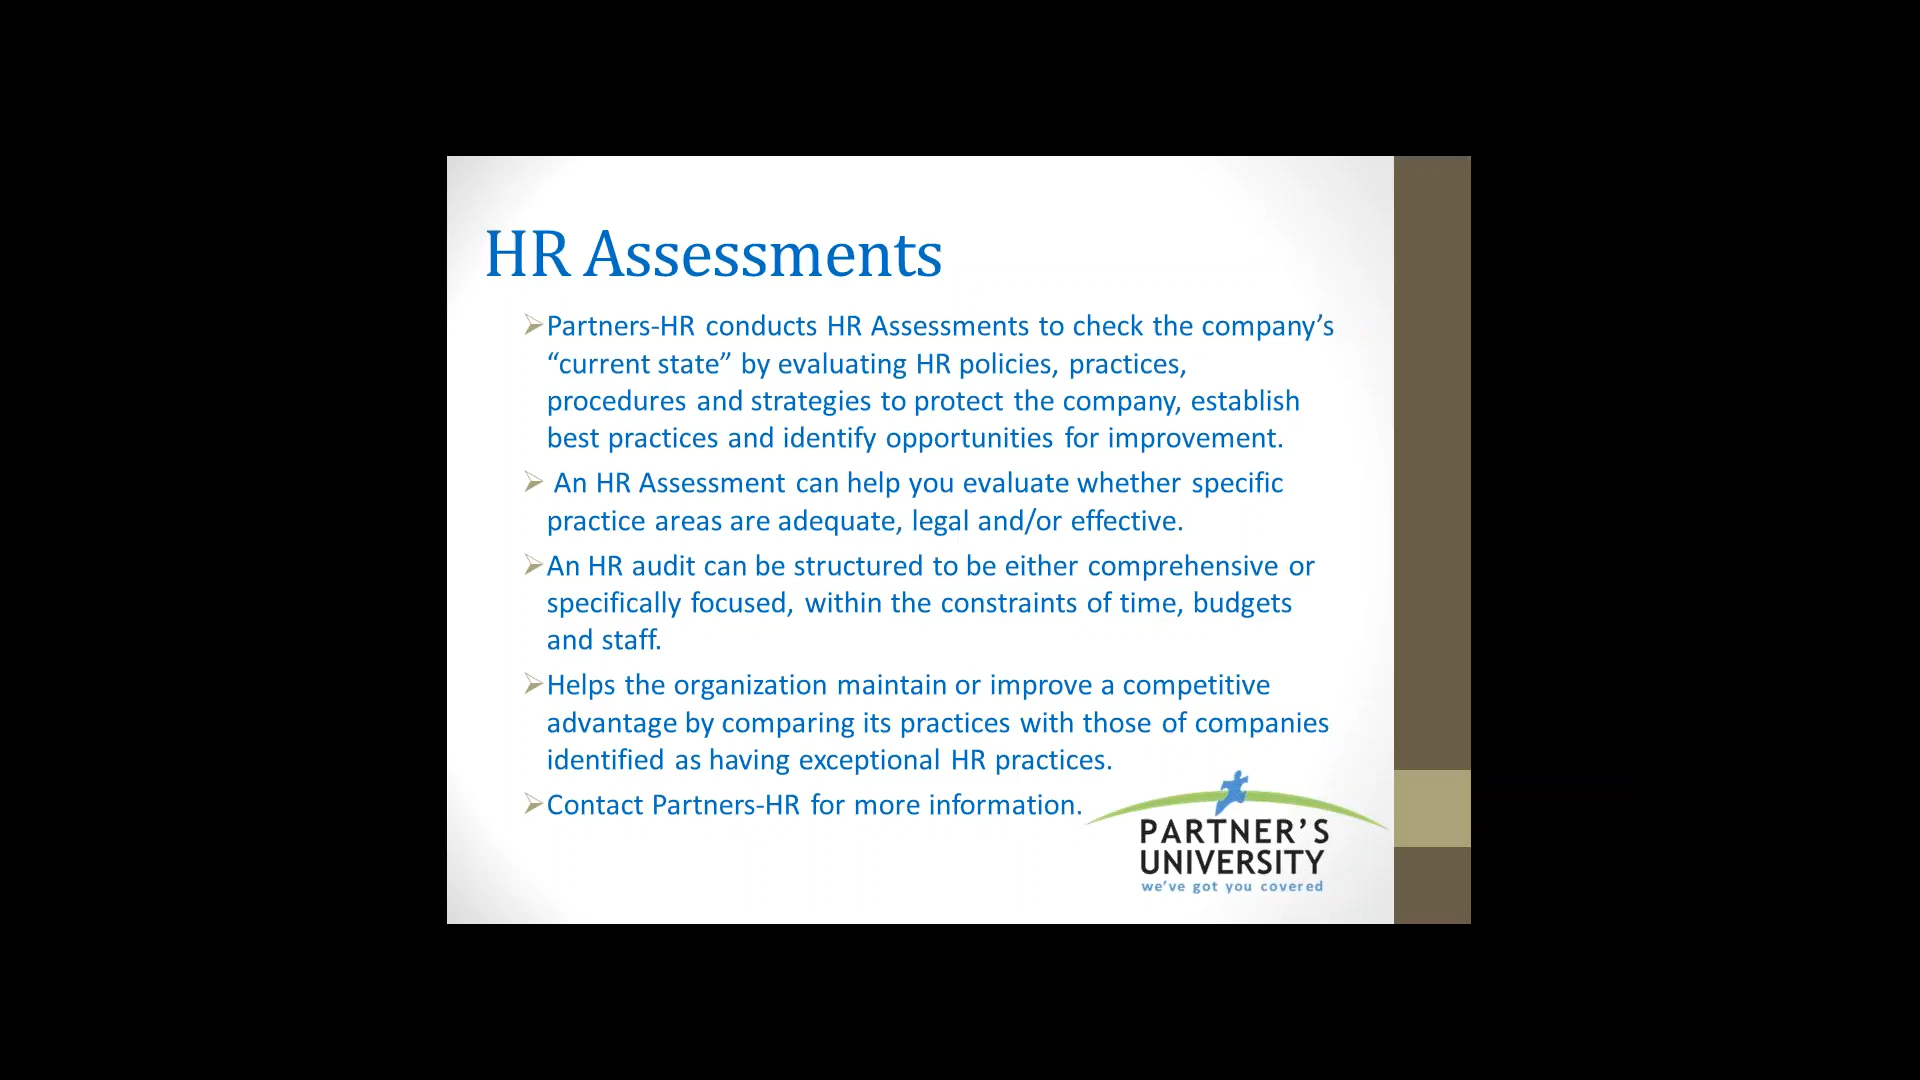 HR Assessments
➢Partners-HR conducts HR Assessments to check the company’s
“current state” by evaluating HR policies, practices,
procedures and strategies to protect the company, establish
best practices and identify opportunities for improvement.
➢ An HR Assessment can help you evaluate whether specific
practice areas are adequate, legal and/or effective.
➢An HR audit can be structured to be either comprehensive or
specifically focused, within the constraints of time, budgets
and staff.
➢Helps the organization maintain or improve a competitive
advantage by comparing its practices with those of companies
identified as having exceptional HR practices.
➢Contact Partners-HR for more information.
PARTNER’S
UNIVERSITY
we’ve got you covered